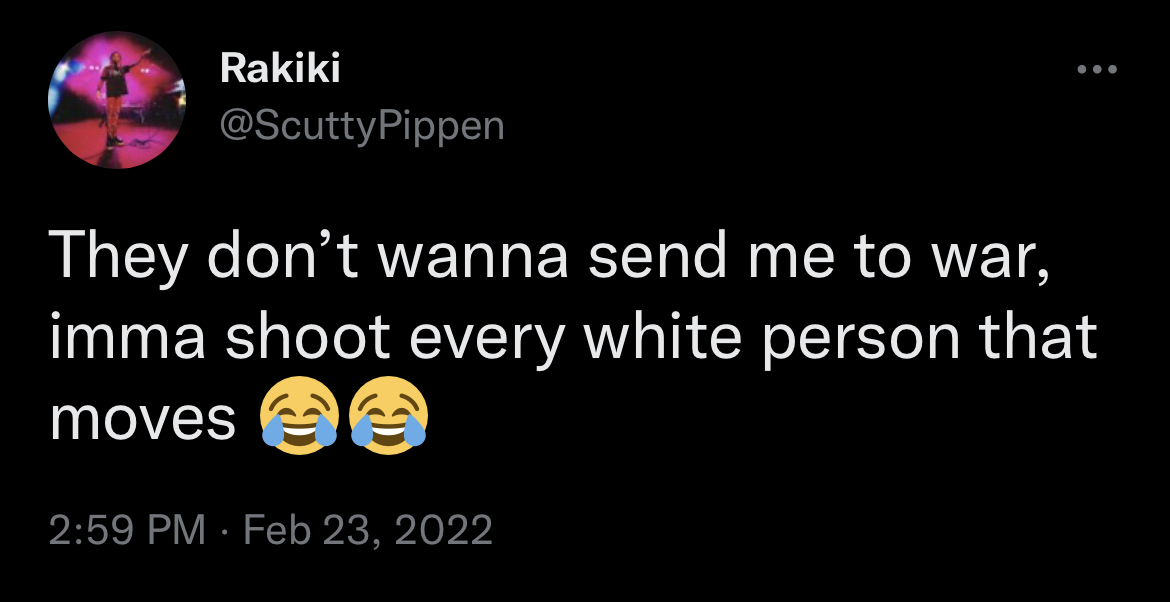 Rakiki
@ScuttyPippen
They don’t wanna send me to war,
imma shoot every white person that
moves 😂😂
2:59 PM · Feb 23, 2022